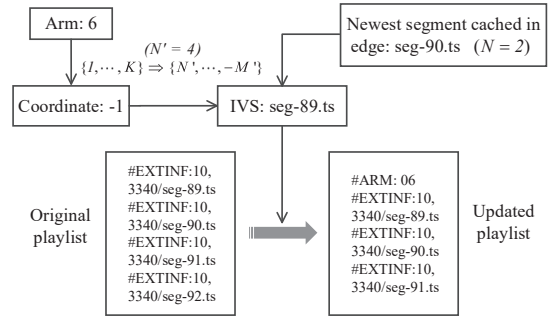 Arm: 6
Newest segment cached in
edge: seg-90.ts (N = 2)
(N' = 4)
{I,⋯,K} ⇒ {N',⋯,−M'}
Coordinate: -1
IVS: seg-89.ts
Original
playlist
#EXTINF:10,
3340/seg-89.ts
#EXTINF:10,
3340/seg-90.ts
#EXTINF:10,
3340/seg-91.ts
#EXTINF:10,
3340/seg-92.ts
#ARM: 06
#EXTINF:10,
3340/seg-89.ts
#EXTINF:10,
3340/seg-90.ts
#EXTINF:10,
3340/seg-91.ts
Updated
playlist